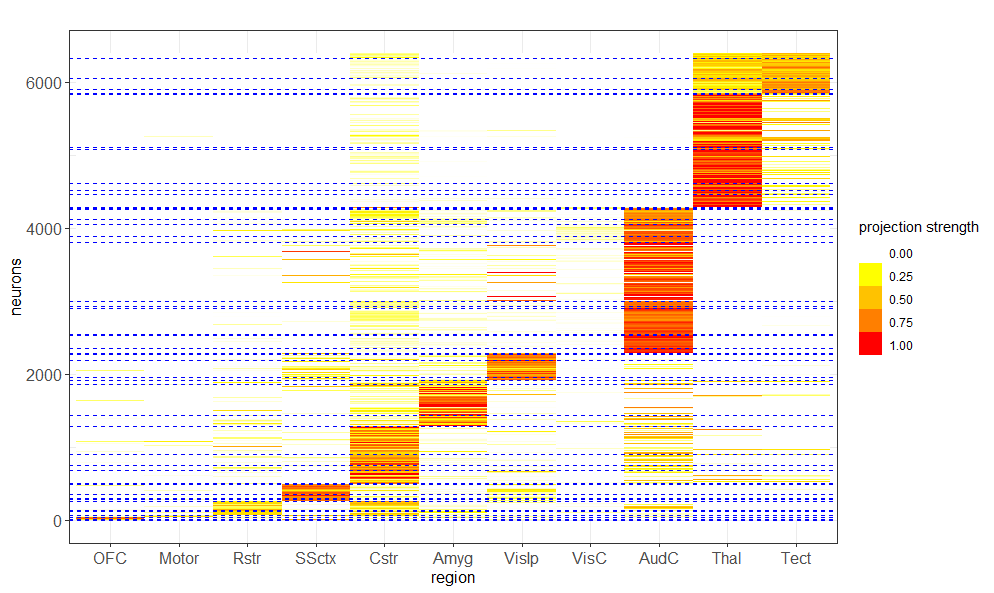 neurons
6000
4000
2000
0
OFC Motor Rstr SSctx Cstr Amyg VisIp VisC AudC Thal Tect
region
projection strength
0.00
0.25
0.50
0.75
1.00